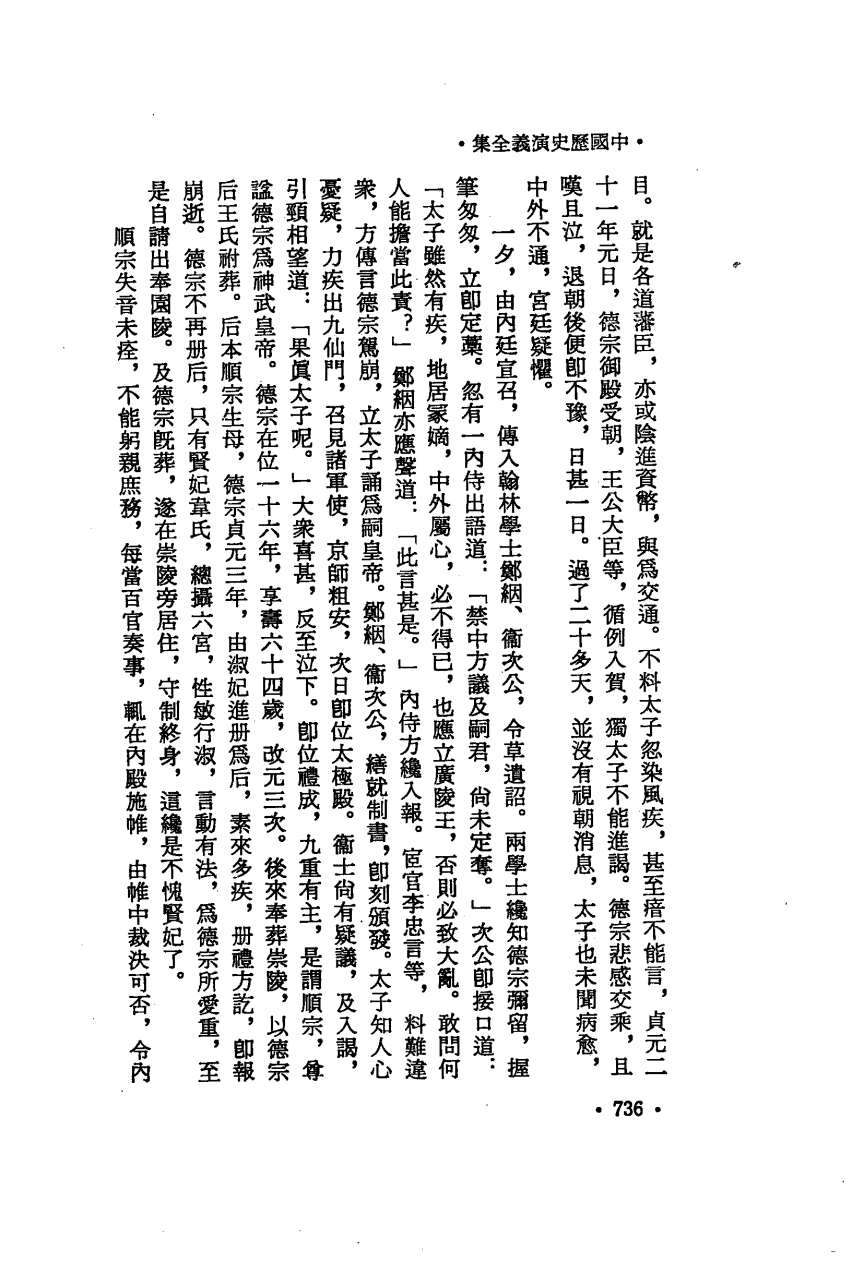 •集全義演史歷國中•
目。就是各道藩臣，亦或陰進資幣，與爲交通。不料太子忽染風疾，甚至瘖不能言，貞元二
十一年元日，德宗御殿受朝，王公大臣等，循例入賀，獨太子不能進謁。德宗悲感交乘，且
嘆且泣，退朝後便卽不豫，日甚一日。過了二十多天，並沒有視朝消息，太子也未聞病愈，
中外不通，宮廷疑懼。
一夕，由內廷宣召，傳入翰林學士鄭絪、衞次公，令草遺詔。兩學士纔知德宗彌留，握
筆匆匆，立卽定藁。忽有一內侍出語道：「禁中方議及嗣君，尙未定奪。」次公卽接口道：
「太子雖然有疾，地居冢嫡，中外屬心，必不得已，也應立廣陵王，否則必致大亂。敢問何
人能擔當此責？」鄭絪亦應聲道：「此言甚是。」內侍方纔入報。宦官李忠言等，料難違
衆，方傳言德宗駕崩，立太子誦爲嗣皇帝。鄭絪、衞次公，繕就制書，卽刻頒發。太子知人心
憂疑，力疾出九仙門，召見諸軍使，京師粗安，次日卽位太極殿。衞士尙有疑議，及入謁，
引頸相望道：「果眞太子呢。」大衆喜甚，反至泣下。卽位禮成，九重有主，是謂順宗，尊
諡德宗爲神武皇帝。德宗在位一十六年，享壽六十四歲，改元三次。後來奉葬崇陵，以德宗
后王氏祔葬。后本順宗生母，德宗貞元三年，由淑妃進册爲后，素來多疾，册禮方訖，卽報
崩逝。德宗不再册后，只有賢妃韋氏，總攝六宮，性敏行淑，言動有法，爲德宗所愛重，至
是自請出奉園陵。及德宗旣葬，遂在崇陵旁居住，守制終身，這纔是不愧賢妃了。
順宗失音未痊，不能躬親庶務，每當百官奏事，輒在內殿施帷，由帷中裁決可否，令內
• 736 •